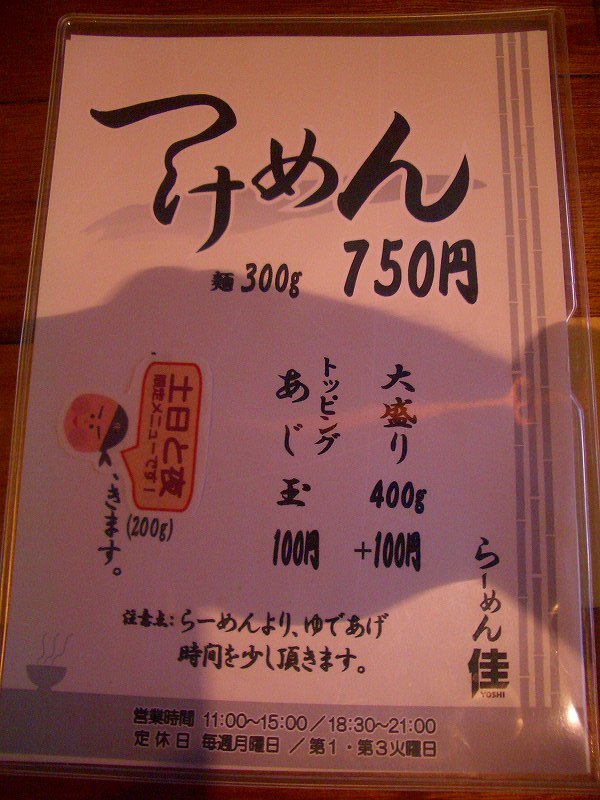 つけめん
麺 300g 750円
大盛り 400g +100円
トッピング
あじ玉 100円
土日と夜
限定メニューです!
きます。
(200g)
注意点：らーめんより、ゆであげ
時間を少し頂きます。
らーめん 佳
YOSHI
営業時間 11:00～15:00／18:30～21:00
定休日 毎週月曜日 ／ 第1・第3火曜日